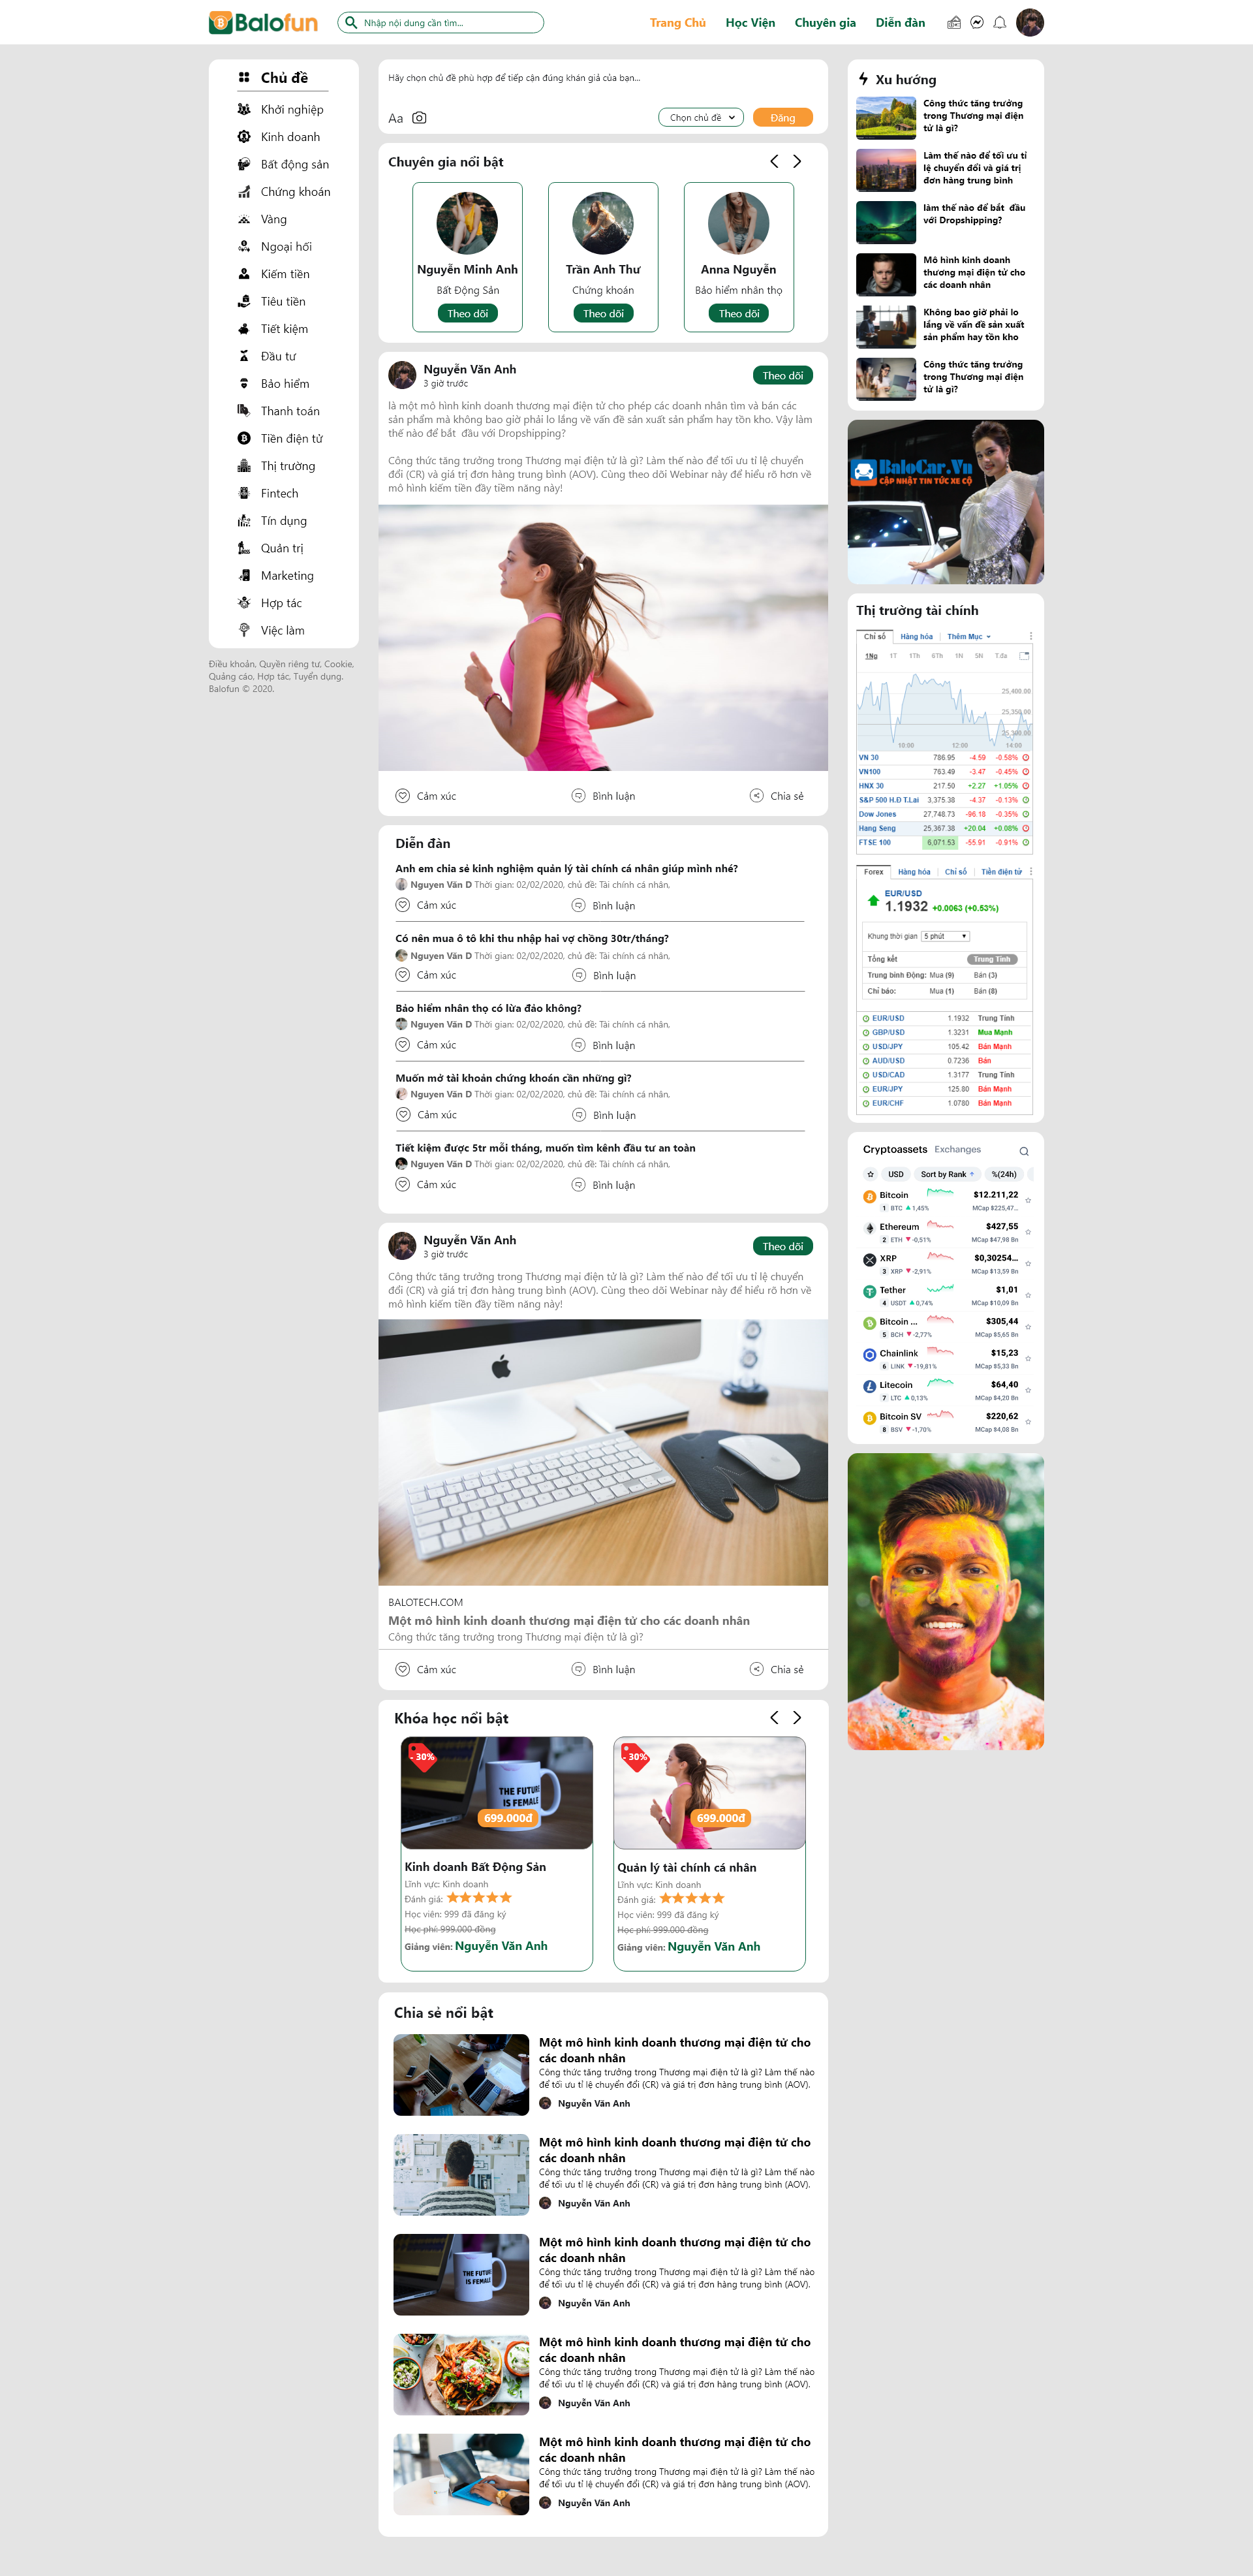 Balofun
Nhập nội dung cần tìm...
Trang Chủ
Học Viện
Chuyên gia
Diễn đàn
Chủ đề
Khởi nghiệp
Kinh doanh
Bất động sản
Chứng khoán
Vàng
Ngoại hối
Kiếm tiền
Tiêu tiền
Tiết kiệm
Đầu tư
Bảo hiểm
Thanh toán
Tiền điện tử
Thị trường
Fintech
Tín dụng
Quản trị
Marketing
Hợp tác
Việc làm
Điều khoản, Quyền riêng tư, Cookie,
Quảng cáo, Hợp tác, Tuyển dụng.
Balofun © 2020.
Hãy chọn chủ đề phù hợp để tiếp cận đúng khán giả của bạn...
Aa
Chọn chủ đề
Đăng
Chuyên gia nổi bật
Nguyễn Minh Anh
Bất Động Sản
Theo dõi
Trần Anh Thư
Chứng khoán
Theo dõi
Anna Nguyễn
Bảo hiểm nhân thọ
Theo dõi
Nguyễn Văn Anh
3 giờ trước
Theo dõi
là một mô hình kinh doanh thương mại điện tử cho phép các doanh nhân tìm và bán các
sản phẩm mà không bao giờ phải lo lắng về vấn đề sản xuất sản phẩm hay tồn kho. Vậy làm
thế nào để bắt  đầu với Dropshipping?
Công thức tăng trưởng trong Thương mại điện tử là gì? Làm thế nào để tối ưu tỉ lệ chuyển
đổi (CR) và giá trị đơn hàng trung bình (AOV). Cùng theo dõi Webinar này để hiểu rõ hơn về
mô hình kiếm tiền đầy tiềm năng này!
Cảm xúc
Bình luận
Chia sẻ
Diễn đàn
Anh em chia sẻ kinh nghiệm quản lý tài chính cá nhân giúp mình nhé?
Nguyen Văn D Thời gian: 02/02/2020, chủ đề: Tài chính cá nhân,
Cảm xúc
Bình luận
Có nên mua ô tô khi thu nhập hai vợ chồng 30tr/tháng?
Nguyen Văn D Thời gian: 02/02/2020, chủ đề: Tài chính cá nhân,
Cảm xúc
Bình luận
Bảo hiểm nhân thọ có lừa đảo không?
Nguyen Văn D Thời gian: 02/02/2020, chủ đề: Tài chính cá nhân,
Cảm xúc
Bình luận
Muốn mở tài khoản chứng khoán cần những gì?
Nguyen Văn D Thời gian: 02/02/2020, chủ đề: Tài chính cá nhân,
Cảm xúc
Bình luận
Tiết kiệm được 5tr mỗi tháng, muốn tìm kênh đầu tư an toàn
Nguyen Văn D Thời gian: 02/02/2020, chủ đề: Tài chính cá nhân,
Cảm xúc
Bình luận
Nguyễn Văn Anh
3 giờ trước
Theo dõi
Công thức tăng trưởng trong Thương mại điện tử là gì? Làm thế nào để tối ưu tỉ lệ chuyển
đổi (CR) và giá trị đơn hàng trung bình (AOV). Cùng theo dõi Webinar này để hiểu rõ hơn về
mô hình kiếm tiền đầy tiềm năng này!
BALOTECH.COM
Một mô hình kinh doanh thương mại điện tử cho các doanh nhân
Công thức tăng trưởng trong Thương mại điện tử là gì?
Cảm xúc
Bình luận
Chia sẻ
Khóa học nổi bật
- 30%
THE FUTURE
IS FEMALE
699.000đ
Kinh doanh Bất Động Sản
Lĩnh vực: Kinh doanh
Đánh giá:
Học viên: 999 đã đăng ký
Học phí: 999.000 đồng
Giảng viên: Nguyễn Văn Anh
- 30%
699.000đ
Quản lý tài chính cá nhân
Lĩnh vực: Kinh doanh
Đánh giá:
Học viên: 999 đã đăng ký
Học phí: 999.000 đồng
Giảng viên: Nguyễn Văn Anh
Chia sẻ nổi bật
Một mô hình kinh doanh thương mại điện tử cho
các doanh nhân
Công thức tăng trưởng trong Thương mại điện tử là gì? Làm thế nào
để tối ưu tỉ lệ chuyển đổi (CR) và giá trị đơn hàng trung bình (AOV).
Nguyễn Văn Anh
Một mô hình kinh doanh thương mại điện tử cho
các doanh nhân
Công thức tăng trưởng trong Thương mại điện tử là gì? Làm thế nào
để tối ưu tỉ lệ chuyển đổi (CR) và giá trị đơn hàng trung bình (AOV).
Nguyễn Văn Anh
THE FUTURE
IS FEMALE
Một mô hình kinh doanh thương mại điện tử cho
các doanh nhân
Công thức tăng trưởng trong Thương mại điện tử là gì? Làm thế nào
để tối ưu tỉ lệ chuyển đổi (CR) và giá trị đơn hàng trung bình (AOV).
Nguyễn Văn Anh
Một mô hình kinh doanh thương mại điện tử cho
các doanh nhân
Công thức tăng trưởng trong Thương mại điện tử là gì? Làm thế nào
để tối ưu tỉ lệ chuyển đổi (CR) và giá trị đơn hàng trung bình (AOV).
Nguyễn Văn Anh
Một mô hình kinh doanh thương mại điện tử cho
các doanh nhân
Công thức tăng trưởng trong Thương mại điện tử là gì? Làm thế nào
để tối ưu tỉ lệ chuyển đổi (CR) và giá trị đơn hàng trung bình (AOV).
Nguyễn Văn Anh
Xu hướng
Công thức tăng trưởng
trong Thương mại điện
tử là gì?
Làm thế nào để tối ưu tỉ
lệ chuyển đổi và giá trị
đơn hàng trung bình
làm thế nào để bắt  đầu
với Dropshipping?
Mô hình kinh doanh
thương mại điện tử cho
các doanh nhân
Không bao giờ phải lo
lắng về vấn đề sản xuất
sản phẩm hay tồn kho
Công thức tăng trưởng
trong Thương mại điện
tử là gì?
BaloCar.Vn
CẬP NHẬT TIN TỨC XE CỘ
Thị trường tài chính
Chỉ số
Hàng hóa
Thêm Mục
1Ng 1T 1Th 6Th 1N 5N T.đa
25,400.00
25,350.00
25,300.00
10:00 12:00 14:00
VN 30 786.95 -4.59 -0.58%
VN100 763.49 -3.47 -0.45%
HNX 30 217.50 +2.27 +1.05%
S&P 500 H.Đ T.Lai 3,375.38 -4.37 -0.13%
Dow Jones 27,748.73 -96.18 -0.35%
Hang Seng 25,367.38 +20.04 +0.08%
FTSE 100 6,071.53 -55.91 -0.91%
Forex
Hàng hóa
Chỉ số
Tiền điện tử
EUR/USD
1.1932 +0.0063 (+0.53%)
Khung thời gian 5 phút
Tổng kết Trung Tính
Trung bình Động: Mua (9) Bán (3)
Chỉ báo: Mua (1) Bán (8)
EUR/USD 1.1932 Trung Tính
GBP/USD 1.3231 Mua Mạnh
USD/JPY 105.42 Bán Mạnh
AUD/USD 0.7236 Bán
USD/CAD 1.3177 Trung Tính
EUR/JPY 125.80 Bán Mạnh
EUR/CHF 1.0780 Bán Mạnh
Cryptoassets Exchanges
USD Sort by Rank %(24h)
Bitcoin $12.211,22
1 BTC 1,45% MCap $225,47...
Ethereum $427,55
2 ETH -0,51% MCap $47,98 Bn
XRP $0,30254...
3 XRP -2,91% MCap $13,59 Bn
Tether $1,01
4 USDT 0,74% MCap $10,09 Bn
Bitcoin ... $305,44
5 BCH -2,77% MCap $5,65 Bn
Chainlink $15,23
6 LINK -19,81% MCap $5,33 Bn
Litecoin $64,40
7 LTC 0,13% MCap $4,20 Bn
Bitcoin SV $220,62
8 BSV -1,70% MCap $4,08 Bn